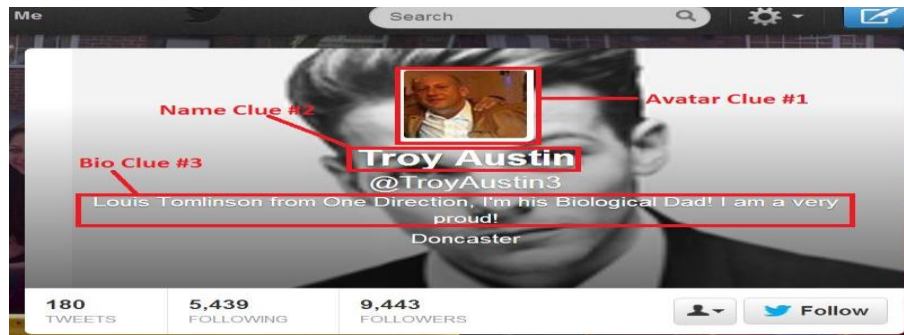 Me
Search
Avatar Clue #1
Name Clue #2
Troy Austin
Bio Clue #3
@TroyAustin3
Louis Tomlinson from One Direction, I'm his Biological Dad! I am a very
proud!
Doncaster
180 5,439 9,443
TWEETS FOLLOWING FOLLOWERS
Follow